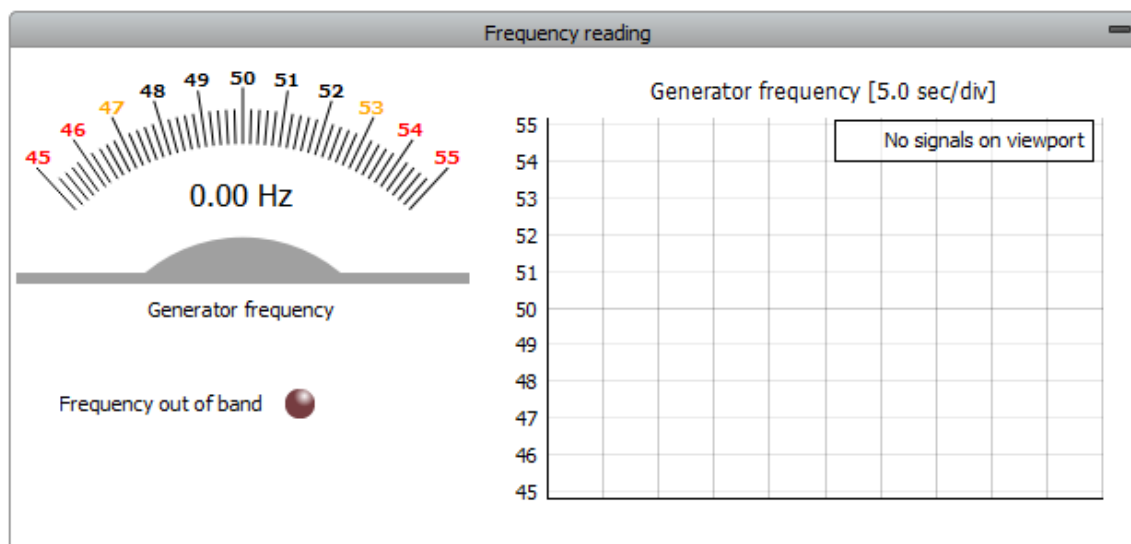 Frequency reading
45 46 47 48 49 50 51 52 53 54 55
0.00 Hz
Generator frequency
Frequency out of band
Generator frequency [5.0 sec/div]
No signals on viewport
55
54
53
52
51
50
49
48
47
46
45